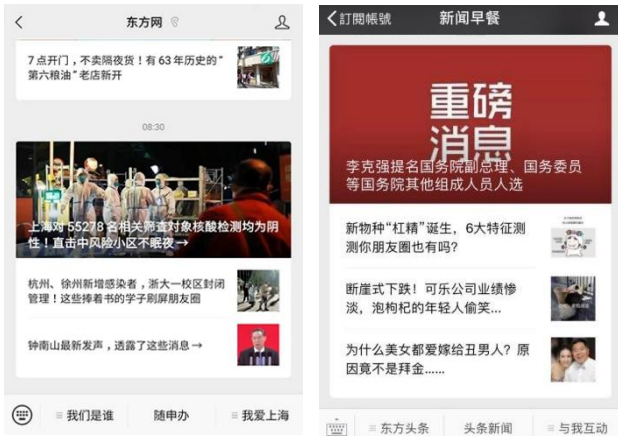 东方网
7点开门，不卖隔夜货！有63年历史的“
第六粮油”老店新开
08:30
上海对55278名相关筛查对象核酸检测均为阴
性！直击中风险小区不眠夜→
杭州、徐州新增感染者，浙大一校区封闭
管理！这些捧着书的学子刷屏朋友圈
钟南山最新发声，透露了这些消息→
≡我们是谁
随申办
≡我爱上海
订閱帳號
新闻早餐
重磅
消息
李克强提名国务院副总理、国务委员
等国务院其他组成人员人选
新物种“杠精”诞生，6大特征测
测你朋友圈也有吗？
断崖式下跌！可乐公司业绩惨
淡，泡枸杞的年轻人偷笑...
为什么美女都爱嫁给丑男人？原
因竟不是拜金......
≡东方头条
头条新闻
≡与我互动